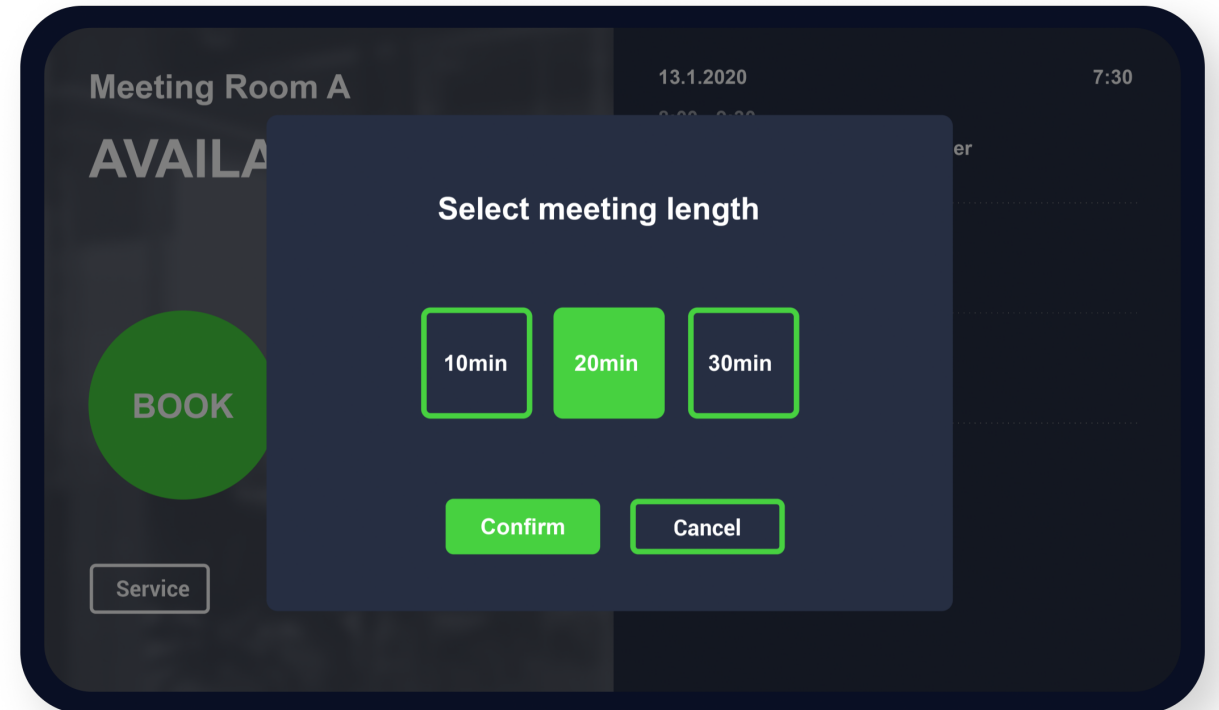 Meeting Room A
AVAILA
BOOK
Service
13.1.2020 7:30
er
Select meeting length
10min 20min 30min
Confirm Cancel